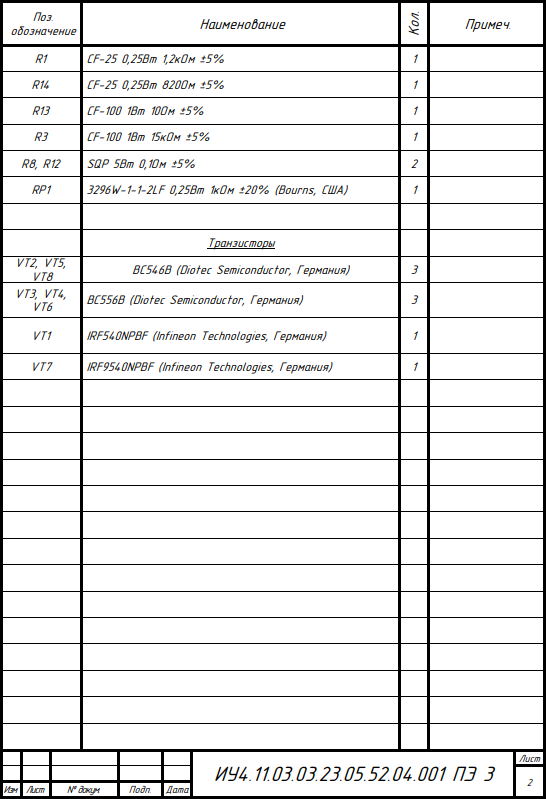 Поз. обозначение Наименование Кол. Примеч.
R1 CF-25 0,25Вт 1,2кОм ±5% 1
R14 CF-25 0,25Вт 820Ом ±5% 1
R13 CF-100 1Вт 10Ом ±5% 1
R3 CF-100 1Вт 15кОм ±5% 1
R8, R12 SQP 5Вт 0,1Ом ±5% 2
RP1 3296W-1-1-2LF 0,25Вт 1кОм ±20% (Bourns, США) 1
Транзисторы
VT2, VT5, VT8 BC546B (Diotec Semiconductor, Германия) 3
VT3, VT4, VT6 BC556B (Diotec Semiconductor, Германия) 3
VT1 IRF540NPBF (Infineon Technologies, Германия) 1
VT7 IRF9540NPBF (Infineon Technologies, Германия) 1
ИУ4.11.03.03.23.05.52.04.001 ПЭ 3
Лист
2
Изм Лист № докум Подп. Дата